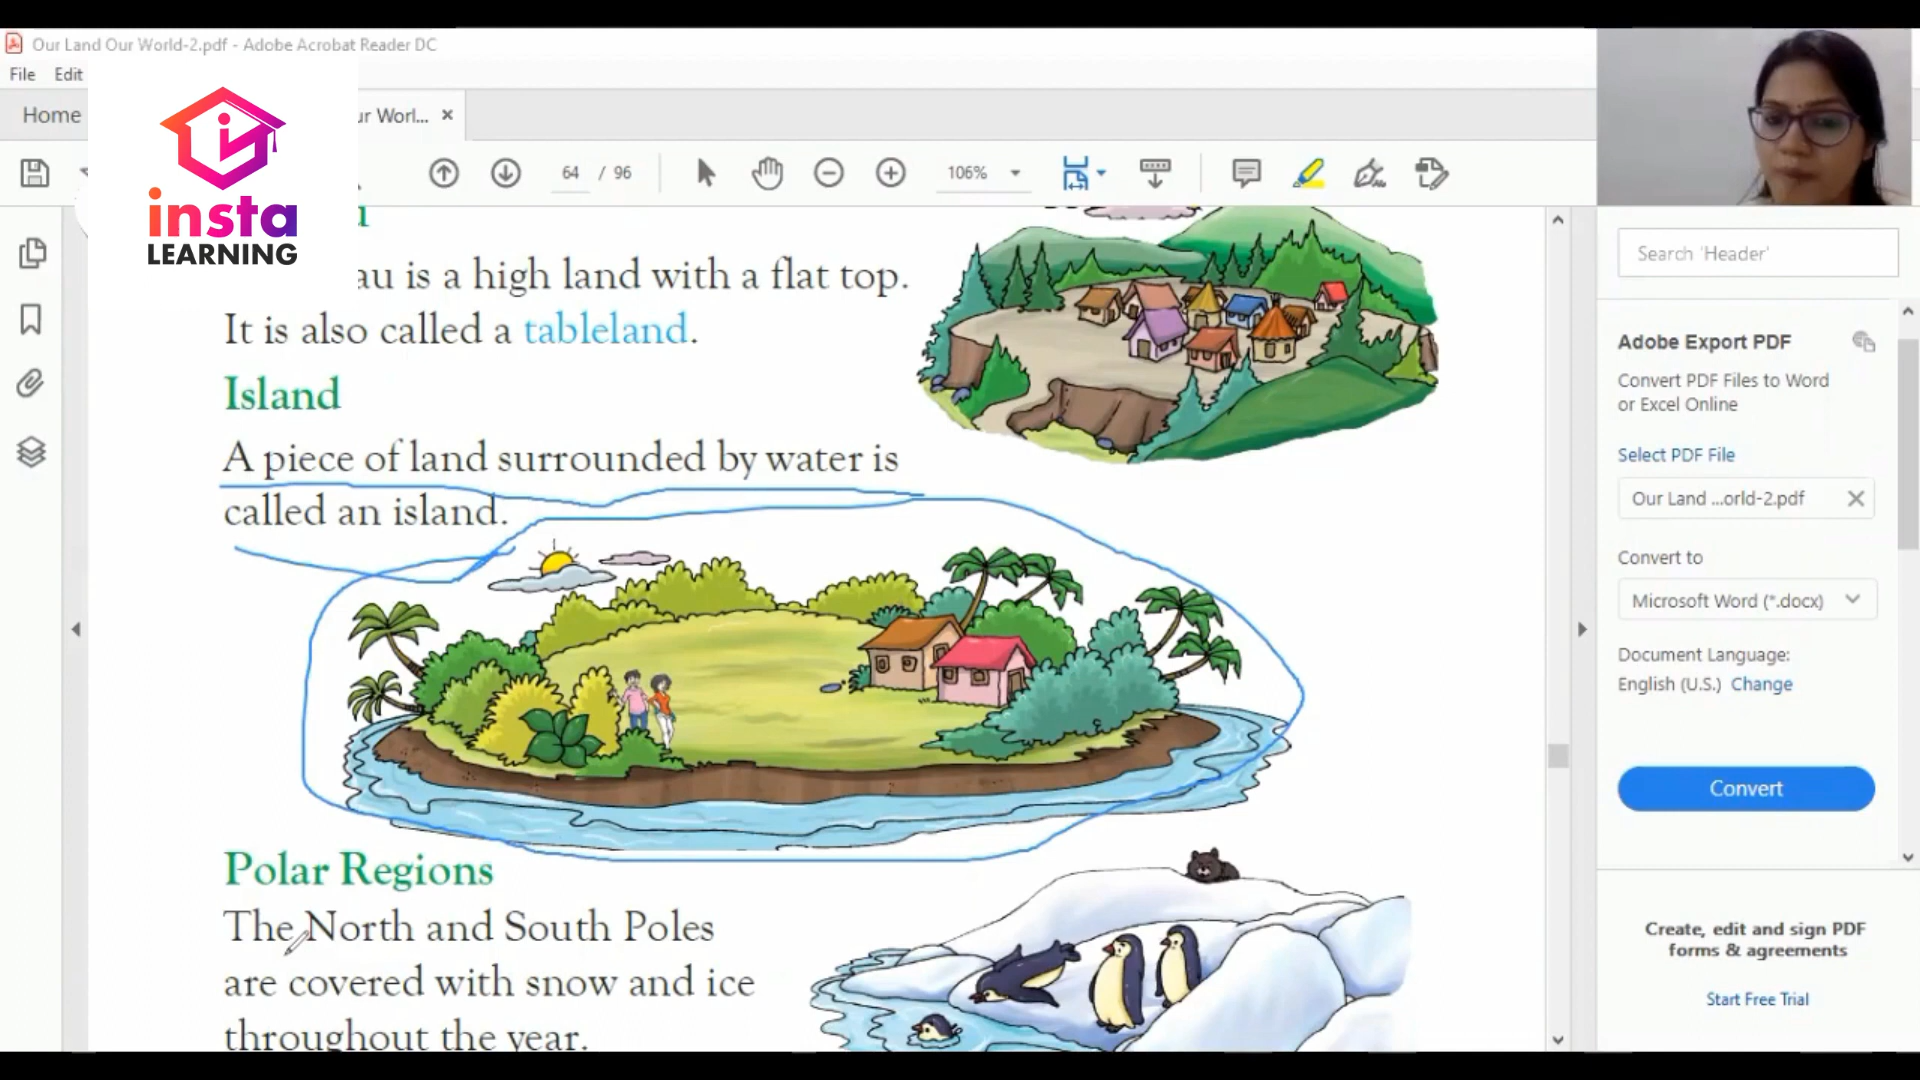 Our Land Our World-2.pdf - Adobe Acrobat Reader DC
File Edit
Home
ur Worl... ×
64 / 96
106%
insta
LEARNING
au is a high land with a flat top.
It is also called a tableland.
Island
A piece of land surrounded by water is
called an island.
Polar Regions
The North and South Poles
are covered with snow and ice
throughout the year.
Search 'Header'
Adobe Export PDF
Convert PDF Files to Word
or Excel Online
Select PDF File
Our Land ...orld-2.pdf
Convert to
Microsoft Word (*.docx)
Document Language:
English (U.S.) Change
Convert
Create, edit and sign PDF
forms & agreements
Start Free Trial